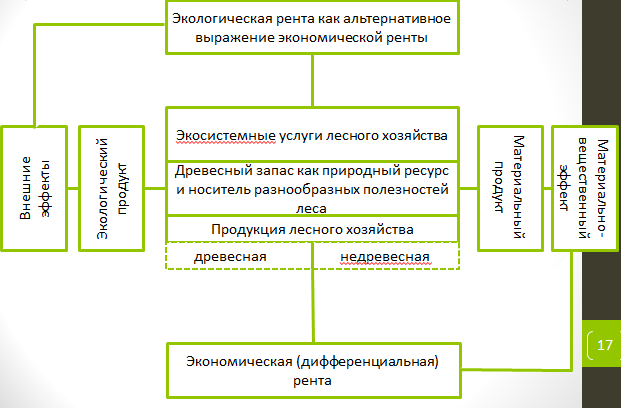 Экологическая рента как альтернативное
выражение экономической ренты
Внешние
эффекты
Экологический
продукт
Экосистемные услуги лесного хозяйства
Древесный запас как природный ресурс
и носитель разнообразных полезностей
леса
Продукция лесного хозяйства
древесная недревесная
Материальный
продукт
Материально-
вещественный
эффект
17
Экономическая (дифференциальная)
рента